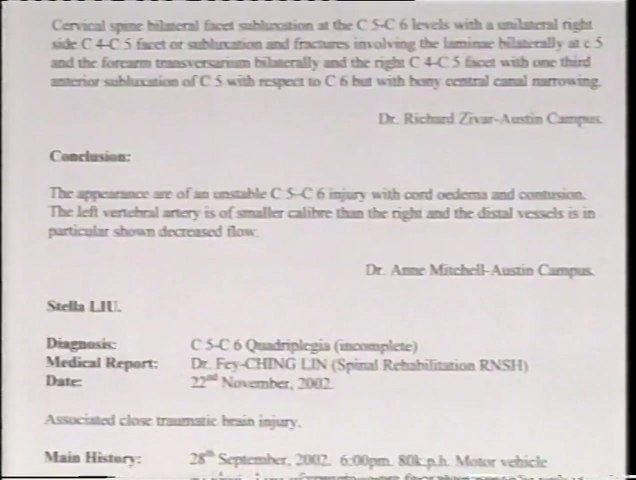 Cervical spine bilateral facet subluxation at the C 5-C 6 levels with a unilateral right
side C 4-C 5 facet or subluxation and fractures involving the laminae bilaterally at c 5
and the forearm transversarium bilaterally and the right C 4-C 5 facet with one third
anterior subluxation of C 5 with respect to C 6 but with bony central canal narrowing.
Dr. Richard Zivar-Austin Campus.
Conclusion:
The appearance are of an unstable C 5-C 6 injury with cord oedema and contusion.
The left vertebral artery is of smaller calibre than the right and the distal vessels is in
particular shown decreased flow.
Dr. Anne Mitchell-Austin Campus.
Stella LIU.
Diagnosis: C 5-C 6 Quadriplegia (incomplete)
Medical Report: Dr. Fey-CHING LIN (Spinal Rehabilitation RNSH)
Date: 22nd November, 2002.
Associated close traumatic brain injury.
Main History: 28th September, 2002. 6:00pm. 80k.p.h. Motor vehicle